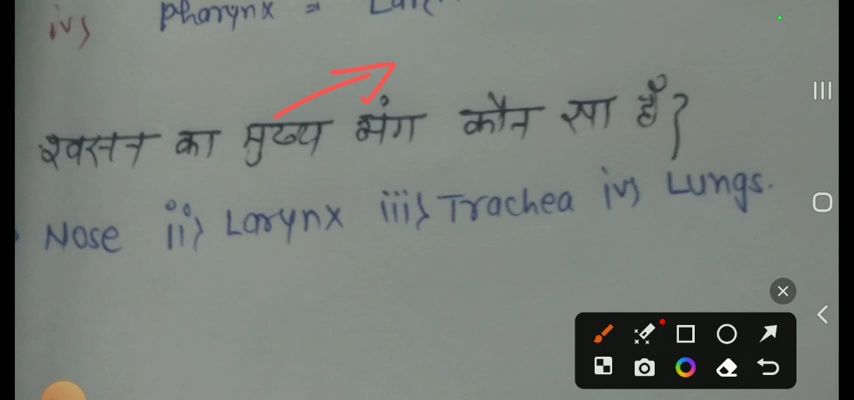 iv) Pharynx =
श्वसन का मुख्य अंग कौन सा है?
Nose ii) Larynx iii) Trachea iv) Lungs.